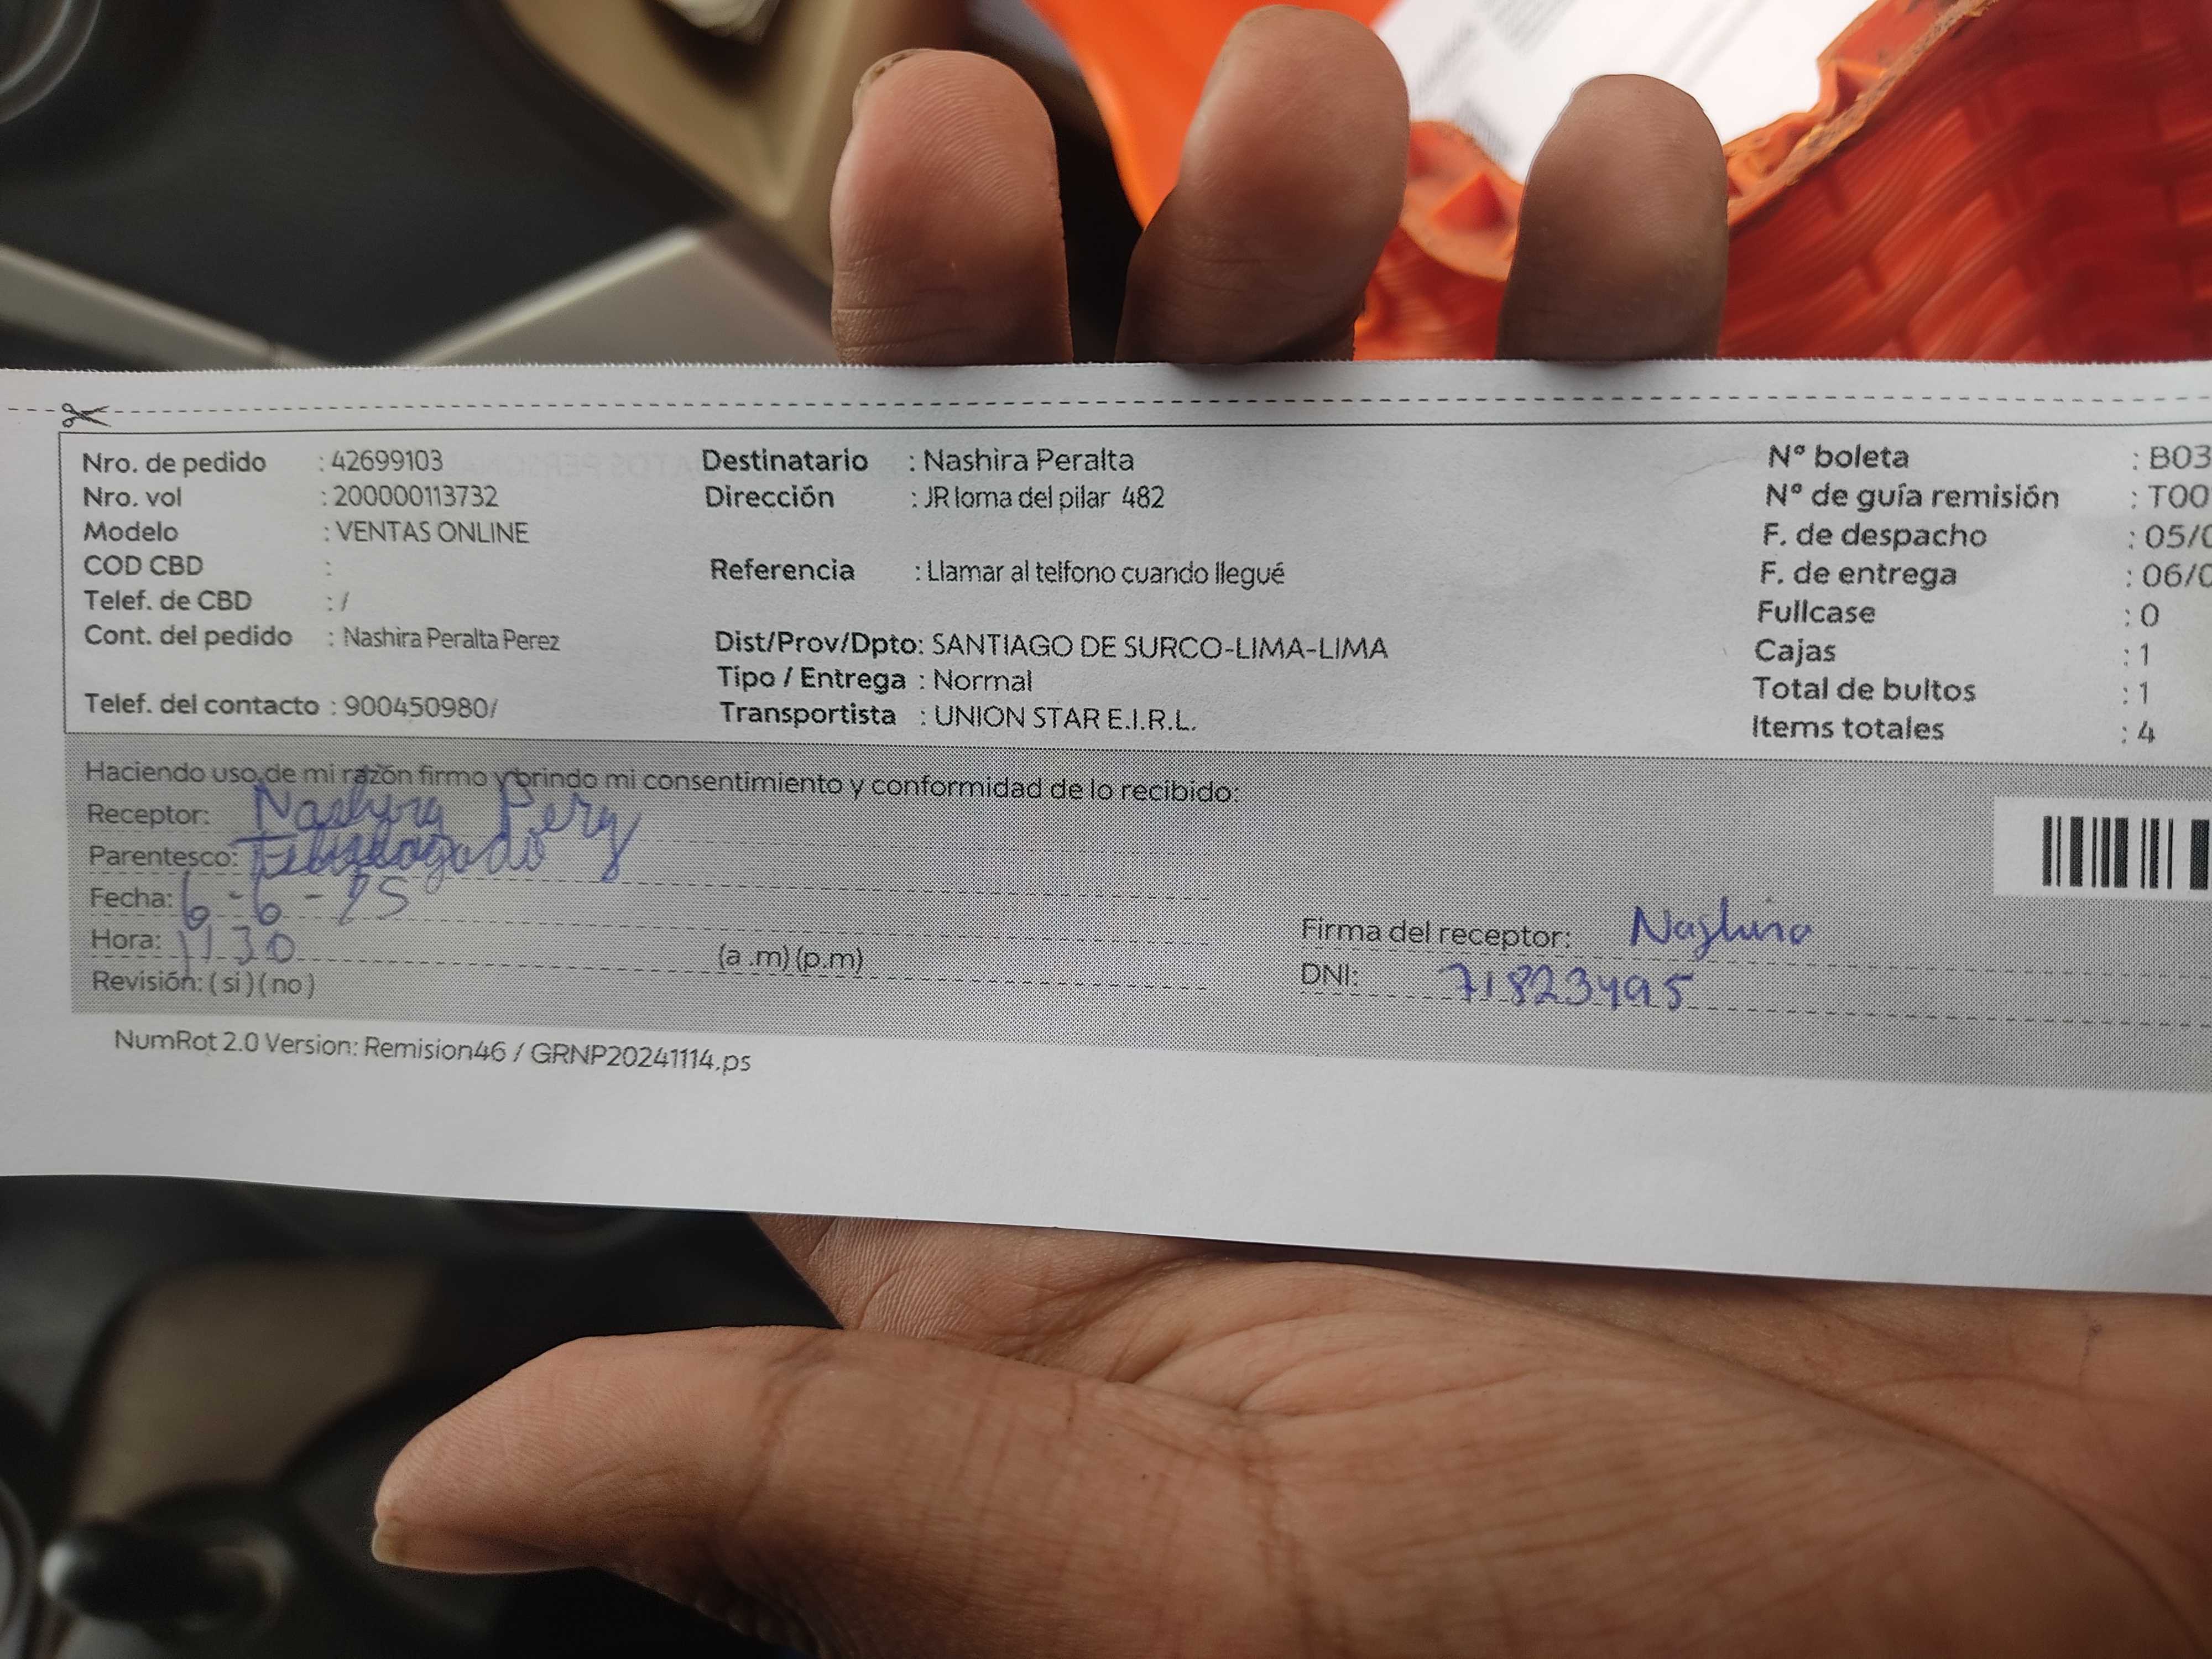 Nro. de pedido : 42699103
Nro. vol : 200000113732
Modelo : VENTAS ONLINE
COD CBD :
Telef. de CBD : /
Cont. del pedido : Nashira Peralta Perez
Telef. del contacto : 900450980/
Destinatario : Nashira Peralta
Dirección : JR loma del pilar 482
Referencia : Llamar al telfono cuando llegué
Dist/Prov/Dpto: SANTIAGO DE SURCO-LIMA-LIMA
Tipo / Entrega : Normal
Transportista : UNION STAR E.I.R.L.
N° boleta : B03
N° de guía remisión : T00
F. de despacho : 05/0
F. de entrega : 06/0
Fullcase : 0
Cajas : 1
Total de bultos : 1
Items totales : 4
Haciendo uso de mi razón firmo y brindo mi consentimiento y conformidad de lo recibido:
Receptor: Nashira
Parentesco:
Fecha: 6-6-25
Hora: 1130 (a .m) (p.m)
Revisión: ( si ) ( no )
Firma del receptor: Nashira
DNI: 71823495
NumRot 2.0 Version: Remision46 / GRNP20241114.ps